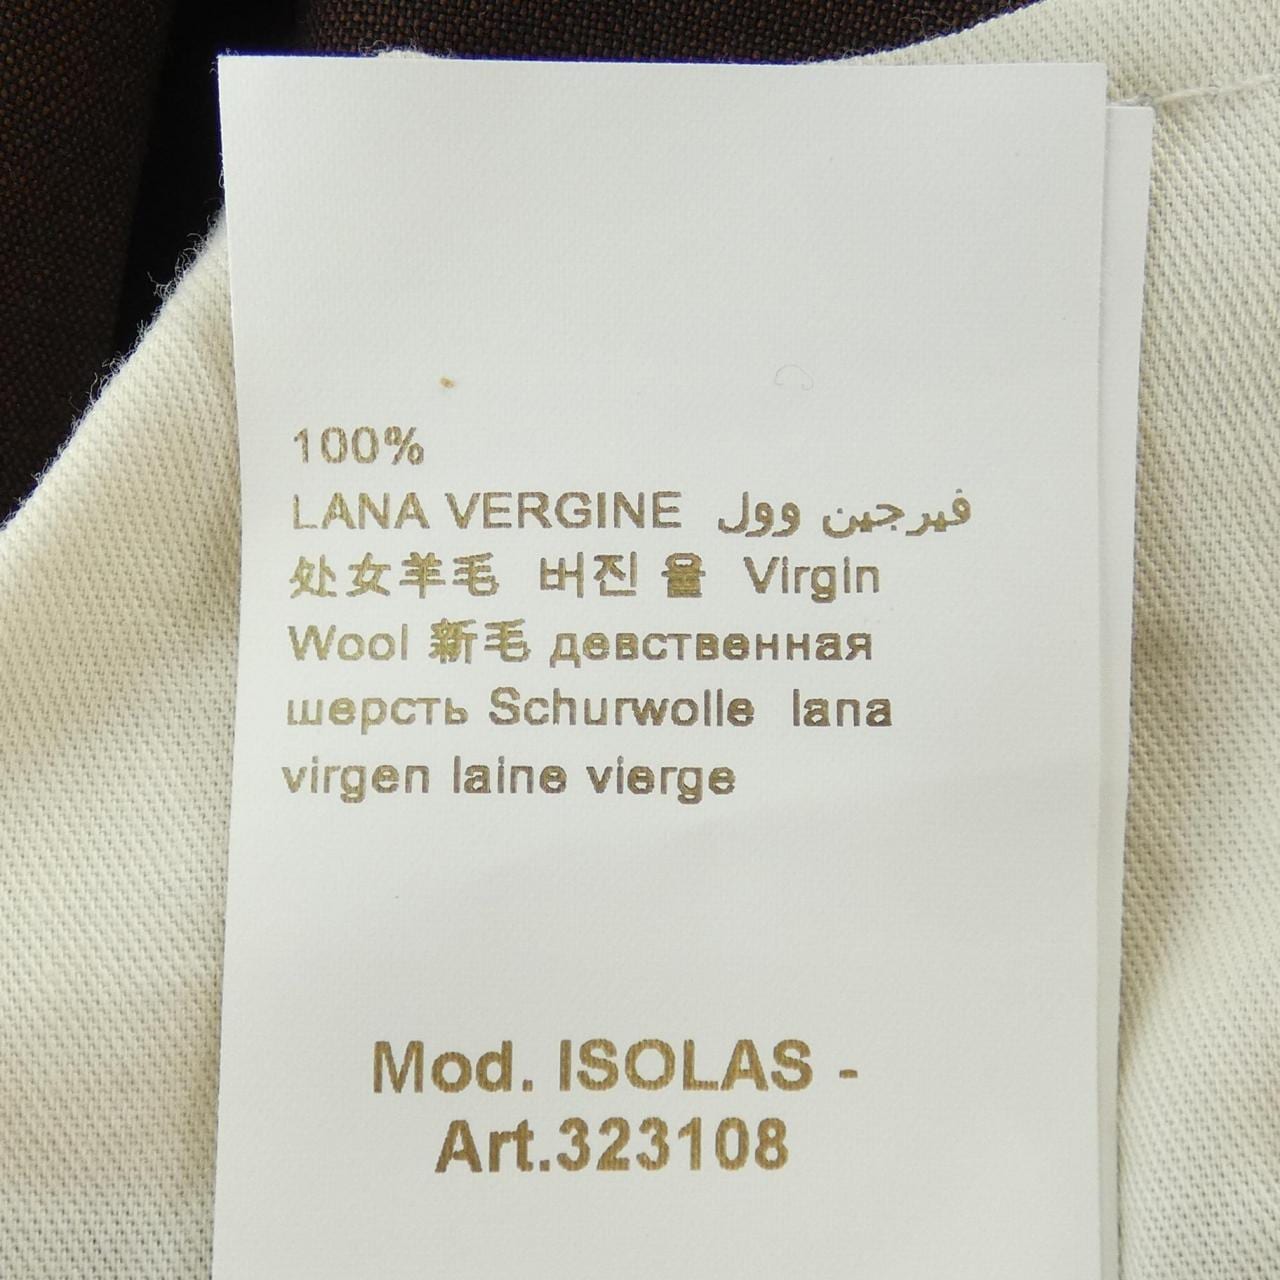 100%
LANA VERGINE فيرجين وول
处女羊毛 버진 울 Virgin
Wool 新毛 девственная
шерсть Schurwolle lana
virgen laine vierge
Mod. ISOLAS -
Art.323108